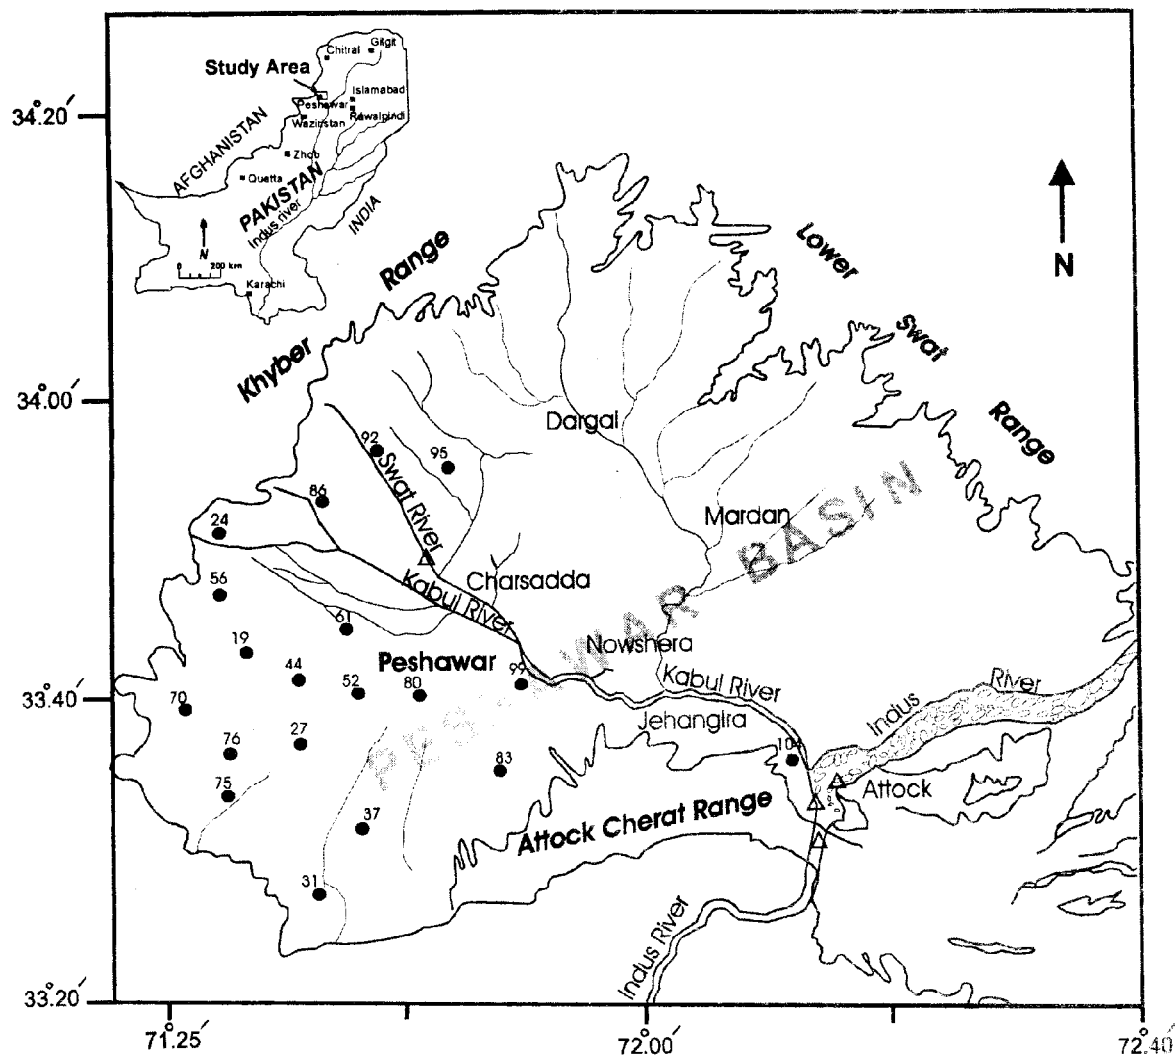 Chitral
Gilgit
Study Area
Islamabad
Peshawar
Rawalpindi
Wazirstan
AFGHANISTAN
Zhob
Quetta
PAKISTAN
Indus river
INDIA
N
0 200 km
Karachi
34°.20′
34°.00′
33°.40′
33°.20′
71°.25′
72°.00′
72°.40′
N
Khyber Range
Lower Swat Range
Dargai
92
95
Swat River
86
24
Mardan
PESHAWAR BASIN
56
Charsadda
Kabul River
61
19
Nowshera
Peshawar
44
52
80
99
Kabul River
Indus River
70
Jehangira
27
76
83
104
75
Attock
37
Attock Cherat Range
31
Indus River